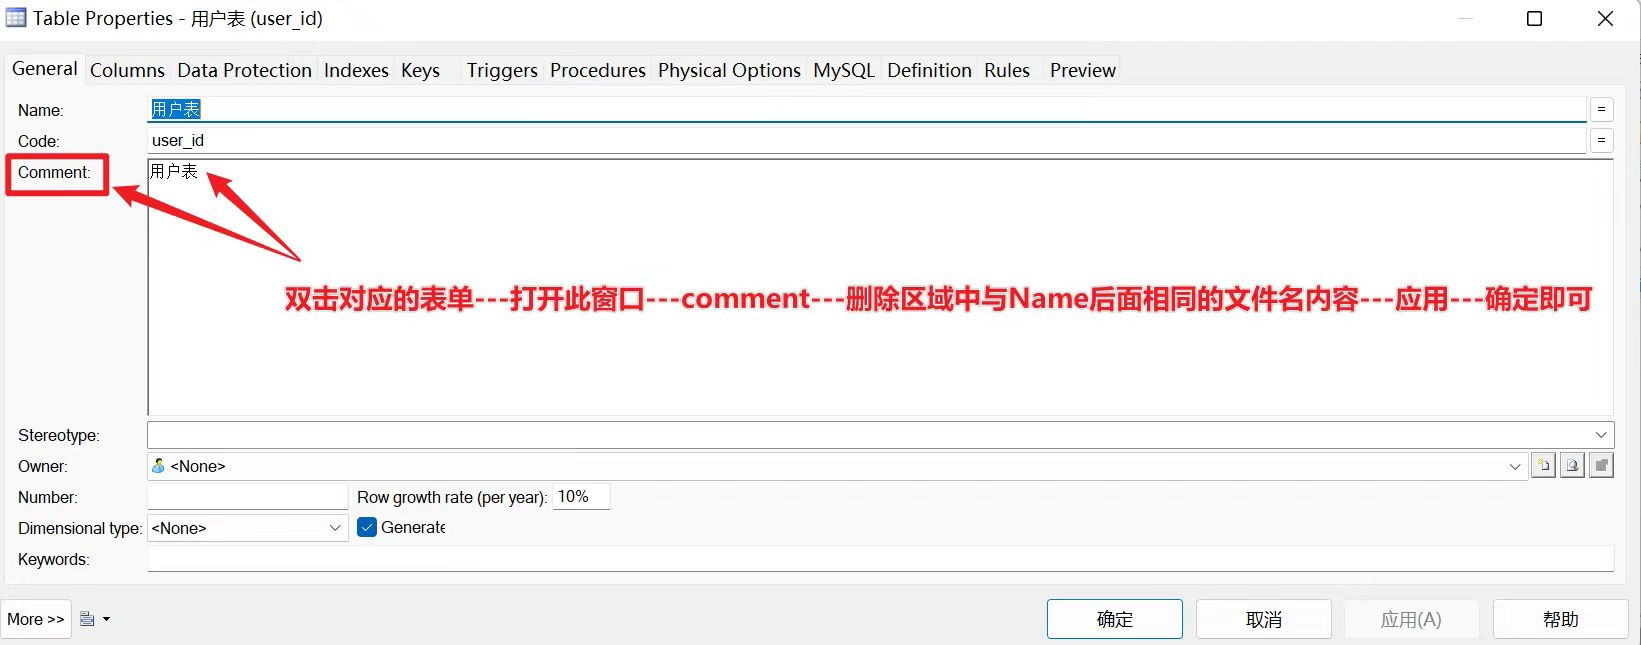 Table Properties - 用户表 (user_id)
General Columns Data Protection Indexes Keys Triggers Procedures Physical Options MySQL Definition Rules Preview
Name: 用户表 =
Code: user_id =
Comment: 用户表
双击对应的表单---打开此窗口---comment---删除区域中与Name后面相同的文件名内容---应用---确定即可
Stereotype:
Owner: <None>
Number: Row growth rate (per year): 10%
Dimensional type: <None> Generate
Keywords:
More >> 确定 取消 应用(A) 帮助